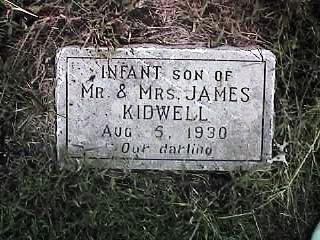 INFANT SON OF
MR & MRS. JAMES
KIDWELL
AUG 5, 1930
Our darling